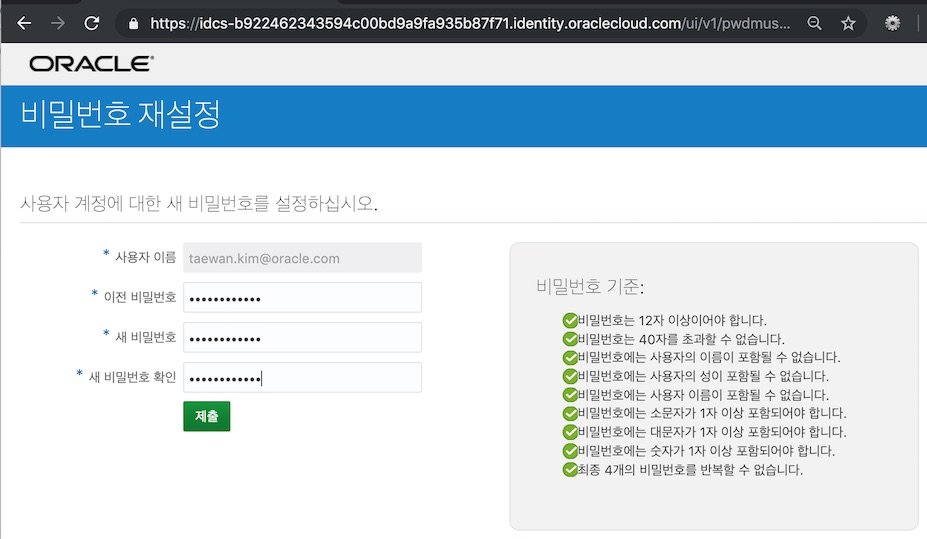 https://idcs-b922462343594c00bd9a9fa935b87f71.identity.oraclecloud.com/ui/v1/pwdmus...
ORACLE
비밀번호 재설정
사용자 계정에 대한 새 비밀번호를 설정하십시오.
* 사용자 이름 taewan.kim@oracle.com
* 이전 비밀번호 ••••••••••••
* 새 비밀번호 ••••••••••••
* 새 비밀번호 확인 ••••••••••••
제출
비밀번호 기준:
비밀번호는 12자 이상이어야 합니다.
비밀번호는 40자를 초과할 수 없습니다.
비밀번호에는 사용자의 이름이 포함될 수 없습니다.
비밀번호에는 사용자의 성이 포함될 수 없습니다.
비밀번호에는 사용자 이름이 포함될 수 없습니다.
비밀번호에는 소문자가 1자 이상 포함되어야 합니다.
비밀번호에는 대문자가 1자 이상 포함되어야 합니다.
비밀번호에는 숫자가 1자 이상 포함되어야 합니다.
최종 4개의 비밀번호를 반복할 수 없습니다.